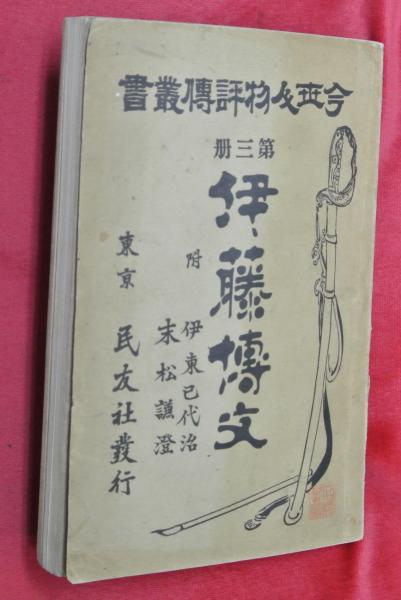 今世人物評傳叢書
第三册
伊藤博文
附
伊東巳代治
末松謙澄
東京
民友社發行